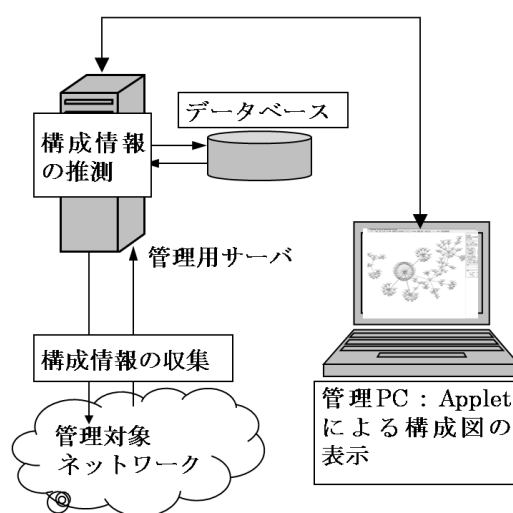 データベース
構成情報
の推測
管理用サーバ
構成情報の収集
管理対象
ネットワーク
管理PC：Applet
による構成図の
表示